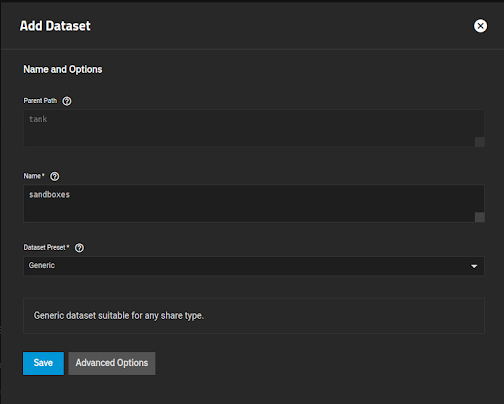 Add Dataset
Name and Options
Parent Path
tank
Name *
sandboxes
Dataset Preset *
Generic
Generic dataset suitable for any share type.
Save Advanced Options